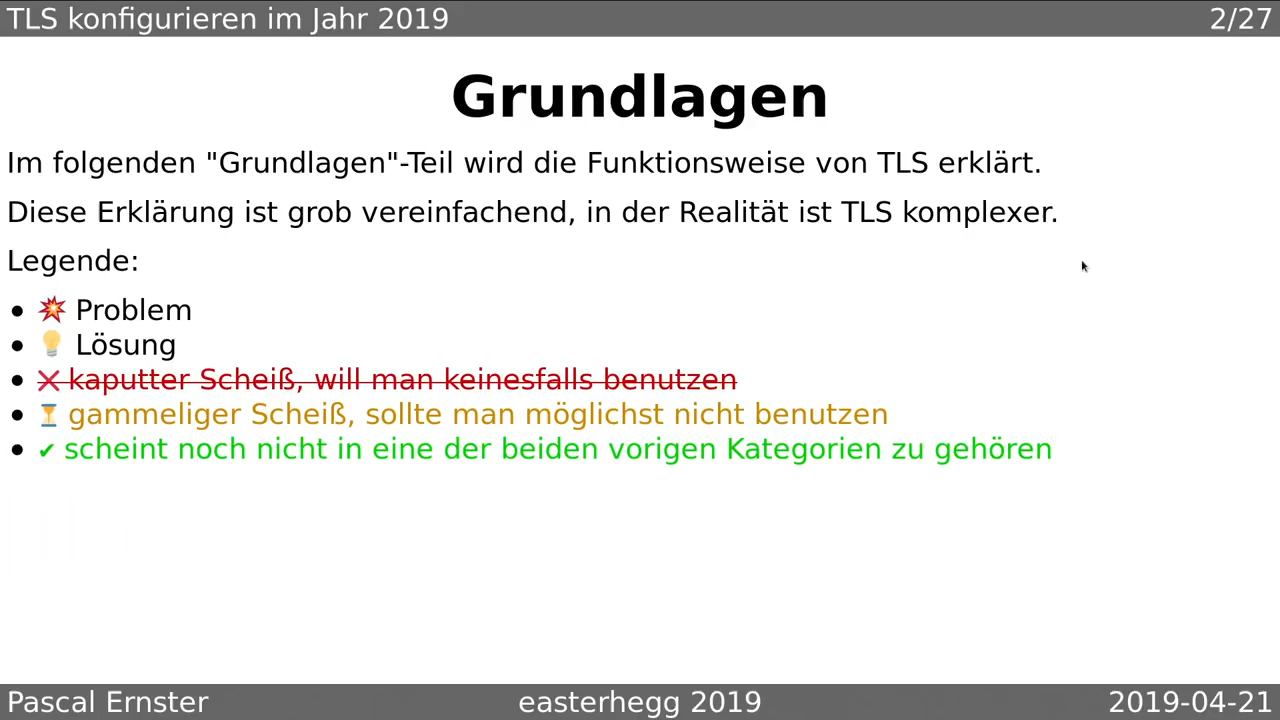 TLS konfigurieren im Jahr 2019 2/27
Grundlagen
Im folgenden "Grundlagen"-Teil wird die Funktionsweise von TLS erklärt.
Diese Erklärung ist grob vereinfachend, in der Realität ist TLS komplexer.
Legende:
• 💥 Problem
• 💡 Lösung
• ❌ kaputter Scheiß, will man keinesfalls benutzen
• ⏳ gammeliger Scheiß, sollte man möglichst nicht benutzen
• ✔ scheint noch nicht in eine der beiden vorigen Kategorien zu gehören
Pascal Ernster easterhegg 2019 2019-04-21